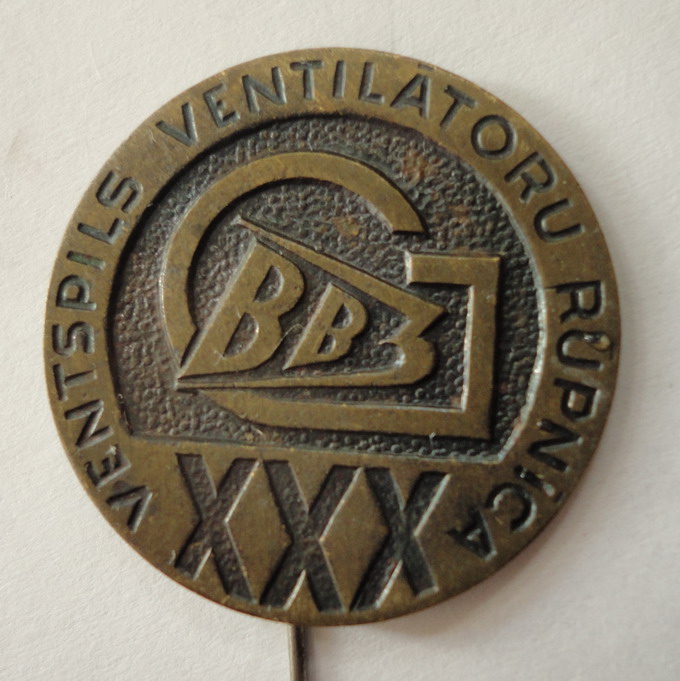 VENTSPILS VENTILĀTORU RŪPNĪCA
ВВЗ
XXX